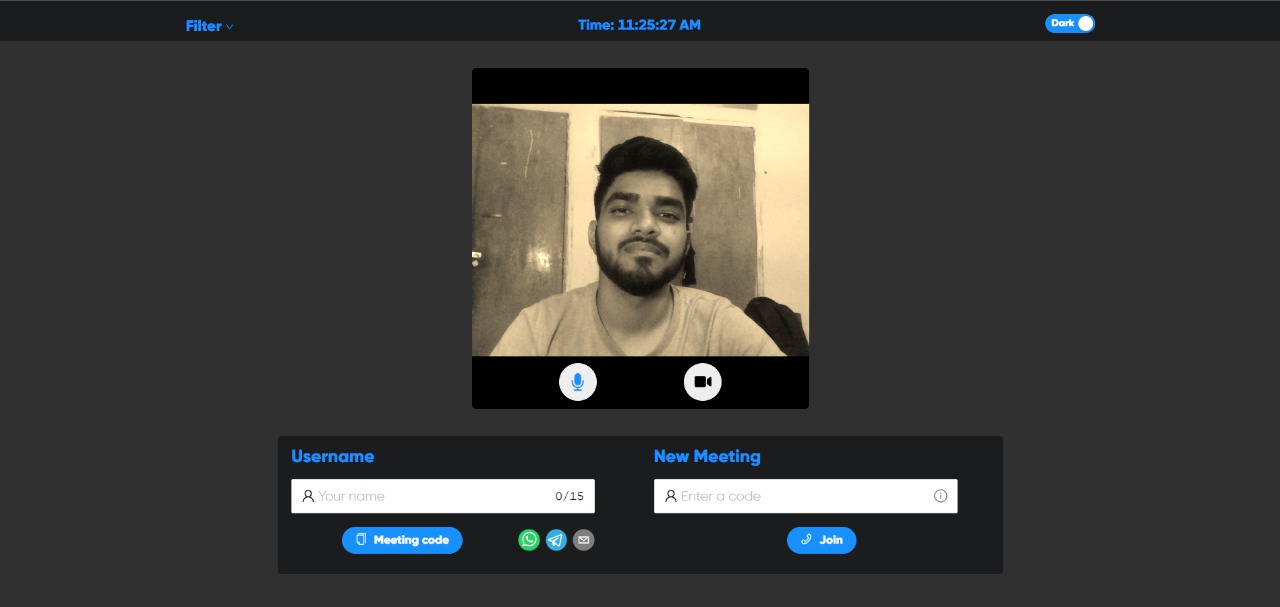 Filter
Time: 11:25:27 AM
Dark
Username
New Meeting
Your name
0/15
Enter a code
Meeting code
Join